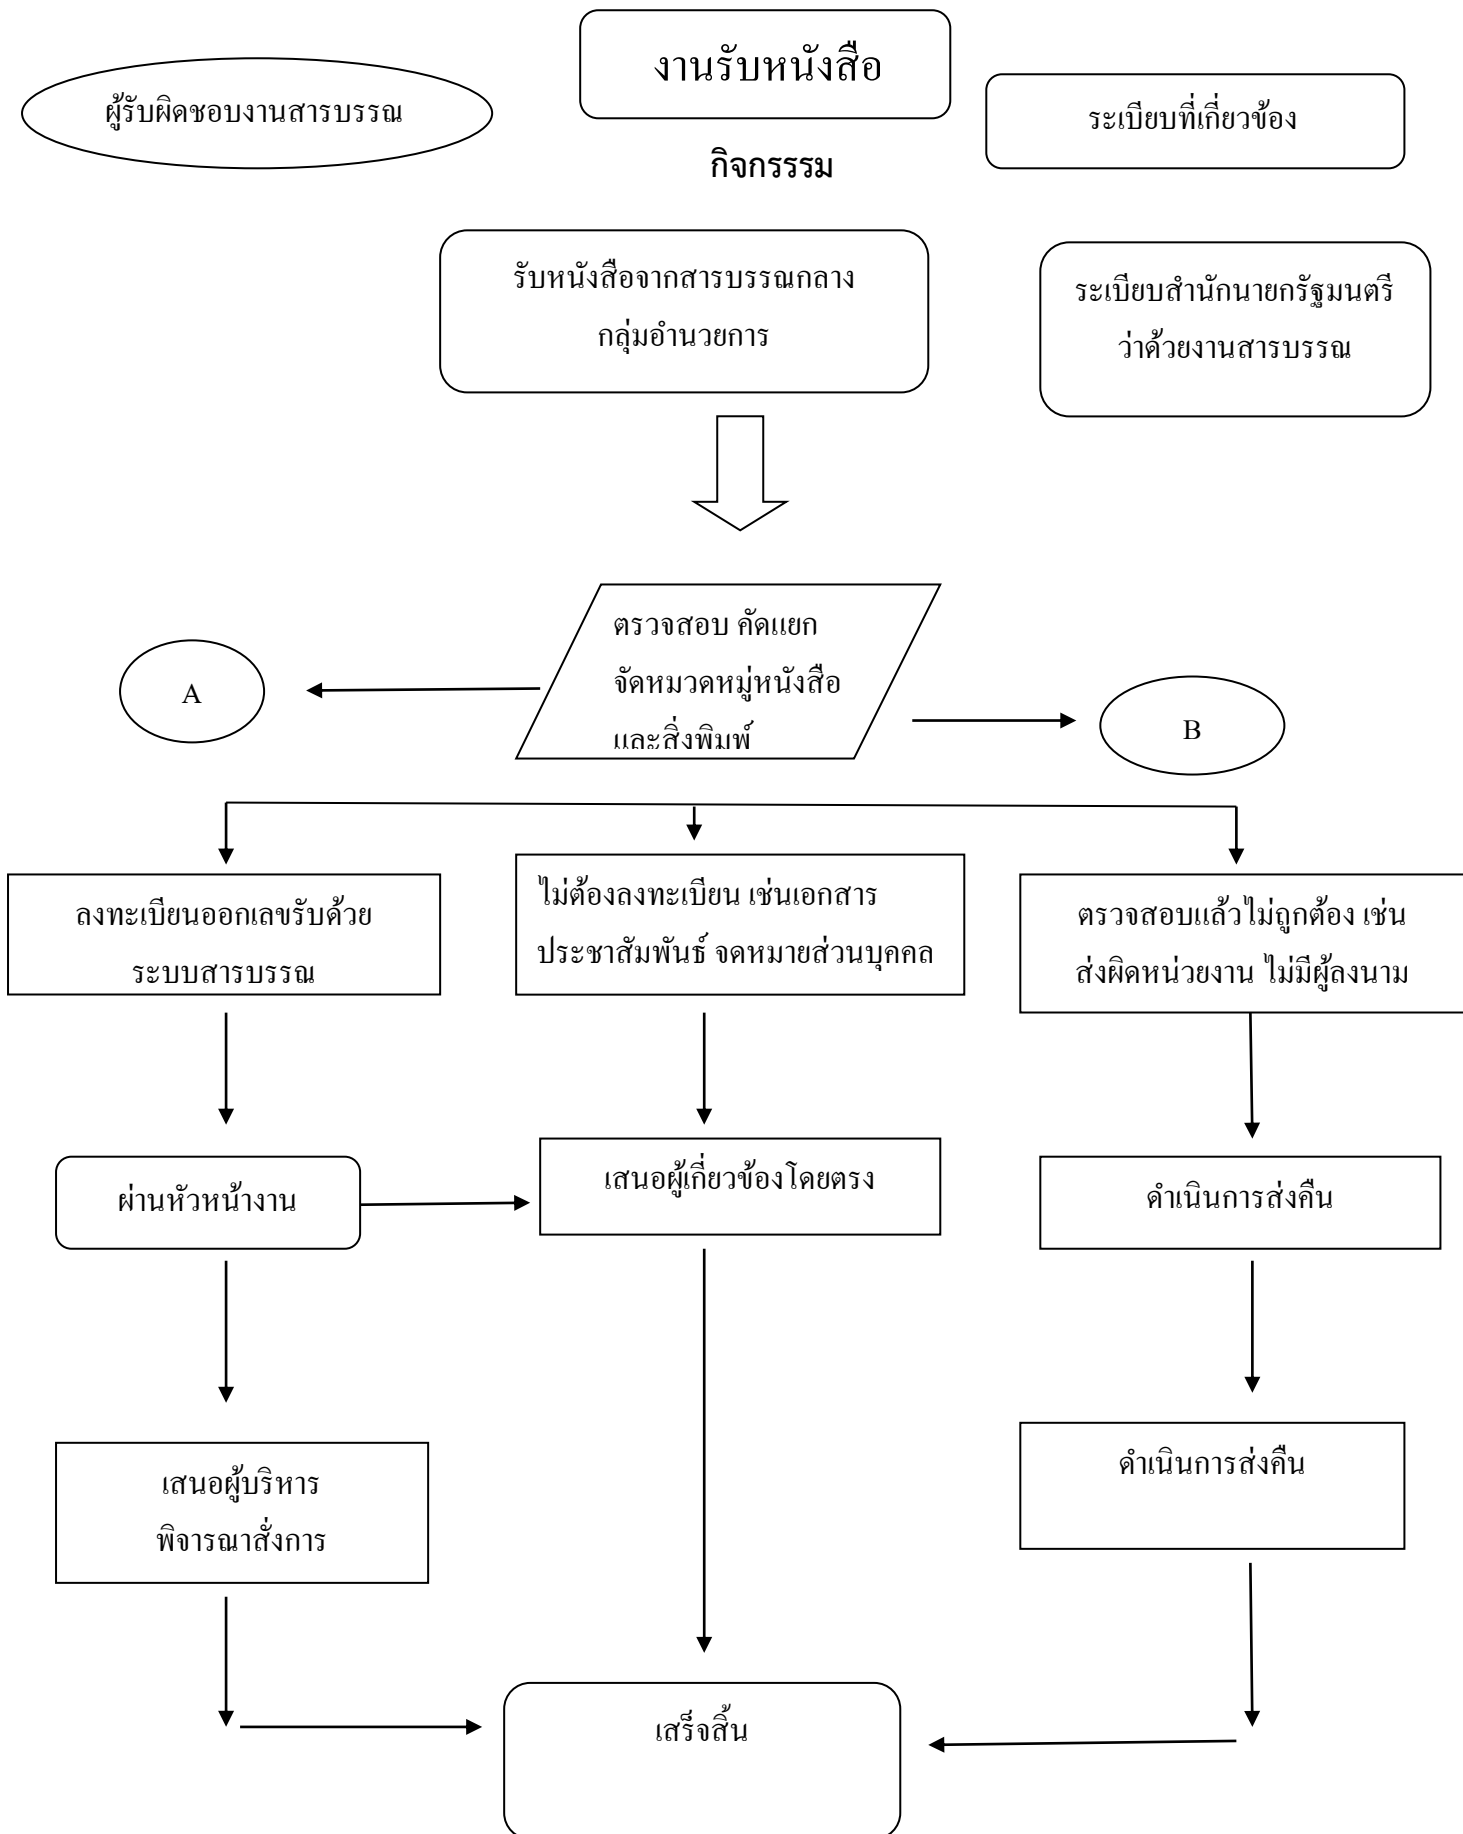 งานรับหนังสือ
ผู้รับผิดชอบงานสารบรรณ
ระเบียบที่เกี่ยวข้อง
กิจกรรรม
รับหนังสือจากสารบรรณกลาง
กลุ่มอำนวยการ
ระเบียบสำนักนายกรัฐมนตรี
ว่าด้วยงานสารบรรณ
ตรวจสอบ คัดแยก
จัดหมวดหมู่หนังสือ
และสิ่งพิมพ์
A
B
ลงทะเบียนออกเลขรับด้วย
ระบบสารบรรณ
ไม่ต้องลงทะเบียน เช่นเอกสาร
ประชาสัมพันธ์ จดหมายส่วนบุคคล
ตรวจสอบแล้วไม่ถูกต้อง เช่น
ส่งผิดหน่วยงาน ไม่มีผู้ลงนาม
ผ่านหัวหน้างาน
เสนอผู้เกี่ยวข้องโดยตรง
ดำเนินการส่งคืน
เสนอผู้บริหาร
พิจารณาสั่งการ
ดำเนินการส่งคืน
เสร็จสิ้น